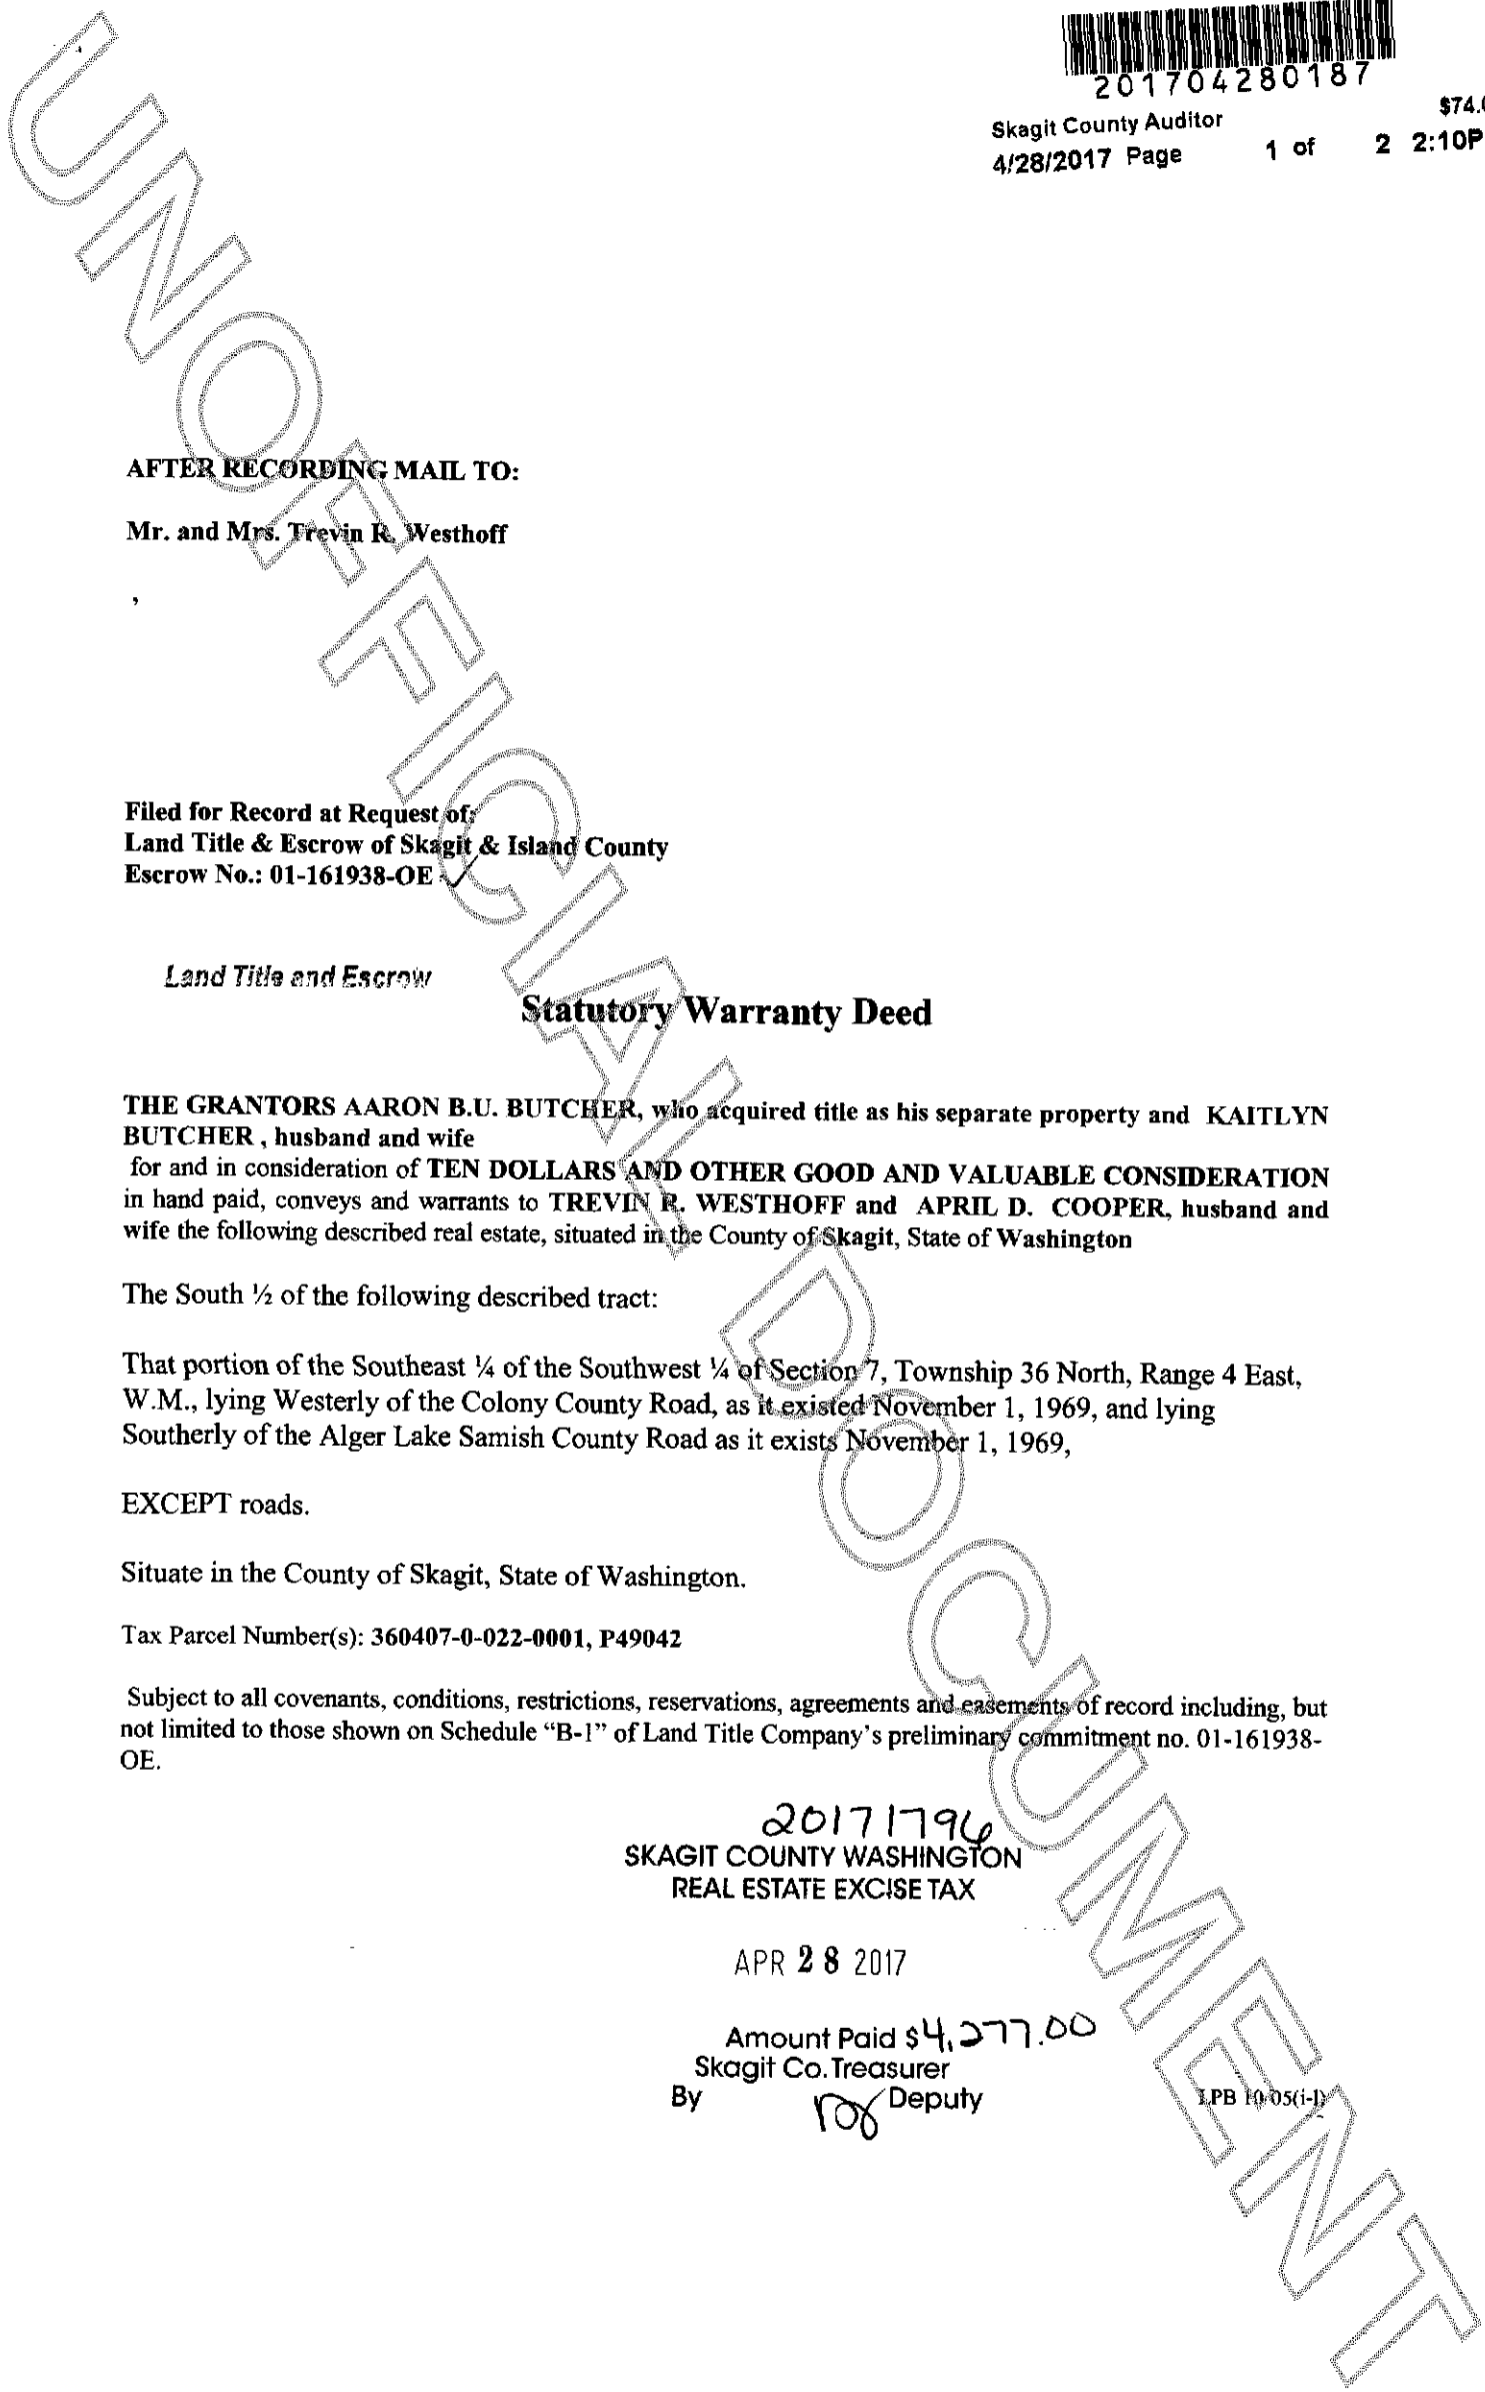 201704280187
Skagit County Auditor $74.
4/28/2017 Page 1 of 2 2:10P
AFTER RECORDING MAIL TO:
Mr. and Mrs. Trevin R. Westhoff
,
Filed for Record at Request of:
Land Title & Escrow of Skagit & Island County
Escrow No.: 01-161938-OE
Land Title and Escrow
Statutory Warranty Deed
THE GRANTORS AARON B.U. BUTCHER, who acquired title as his separate property and KAITLYN
BUTCHER , husband and wife
for and in consideration of TEN DOLLARS AND OTHER GOOD AND VALUABLE CONSIDERATION
in hand paid, conveys and warrants to TREVIN R. WESTHOFF and APRIL D. COOPER, husband and
wife the following described real estate, situated in the County of Skagit, State of Washington
The South ½ of the following described tract:
That portion of the Southeast ¼ of the Southwest ¼ of Section 7, Township 36 North, Range 4 East,
W.M., lying Westerly of the Colony County Road, as it existed November 1, 1969, and lying
Southerly of the Alger Lake Samish County Road as it exists November 1, 1969,
EXCEPT roads.
Situate in the County of Skagit, State of Washington.
Tax Parcel Number(s): 360407-0-022-0001, P49042
Subject to all covenants, conditions, restrictions, reservations, agreements and easements of record including, but
not limited to those shown on Schedule “B-1” of Land Title Company’s preliminary commitment no. 01-161938-
OE.
20171796
SKAGIT COUNTY WASHINGTON
REAL ESTATE EXCISE TAX
APR 28 2017
Amount Paid $4,277.00
Skagit Co. Treasurer
By Deputy
LPB 10-05(i-l)
UNOFFICIAL DOCUMENT